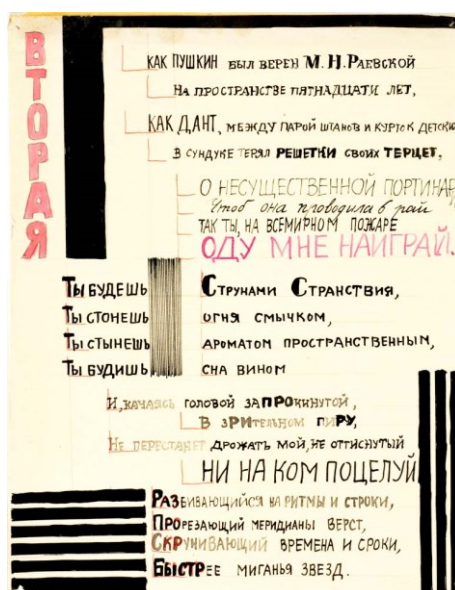 ВТОРАЯ
КАК ПУШКИН БЫЛ ВЕРЕН М. Н. РАЕВСКОЙ
НА ПРОСТРАНСТВЕ ПЯТНАДЦАТИ ЛЕТ,
КАК ДАНТ, МЕЖДУ ПАРОЙ ШТАНОВ И КУРТОК ДЕТСКИ
В СУНДУКЕ ТЕРЯЛ РЕШЕТКИ СВОИХ ТЕРЦЕТ,
О НЕСУЩЕСТВЕННОЙ ПОРТИНАР
Чтоб она проводила в рай
ТАК ТЫ, НА ВСЕМИРНОМ ПОЖАРЕ
ОДУ МНЕ НАИГРАЙ.
ТЫ БУДЕШЬ СТРУНАМИ СТРАНСТВИЯ,
ТЫ СТОНЕШЬ ОГНЯ СМЫЧКОМ,
ТЫ СТЫНЕШЬ АРОМАТОМ ПРОСТРАНСТВЕННЫМ,
ТЫ БУДИШЬ СНА ВИНОМ
И, КАЧАЯСЬ ГОЛОВОЙ ЗАПРОКИНУТОЙ,
В ЗРИТЕЛЬНОМ ПИРУ,
НЕ ПЕРЕСТАНЕТ ДРОЖАТЬ МОЙ, НЕ ОТТИСНУТЫЙ
НИ НА КОМ ПОЦЕЛУЙ
РАЗБИВАЮЩИЙСЯ НА РИТМЫ И СТРОКИ,
ПРОРЕЗАЮЩИЙ МЕРИДИАНЫ ВЕРСТ,
СКРУЧИВАЮЩИЙ ВРЕМЕНА И СРОКИ,
БЫСТРЕЕ МИГАНЬЯ ЗВЕЗД.